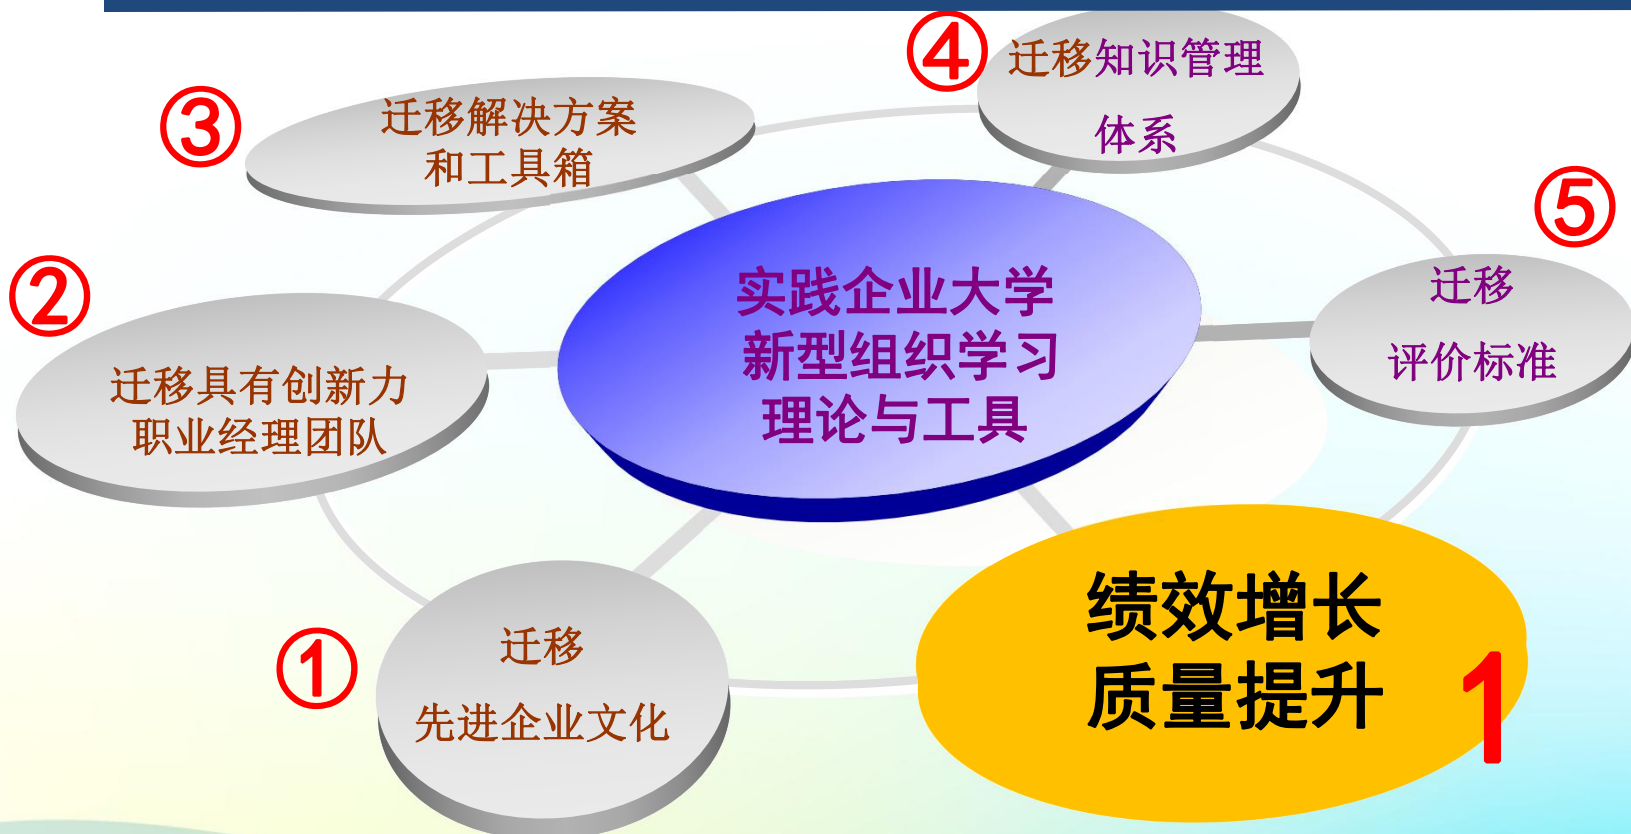 ④
迁移知识管理
体系
③
迁移解决方案
和工具箱
⑤
迁移
评价标准
②
迁移具有创新力
职业经理团队
实践企业大学
新型组织学习
理论与工具
①
迁移
先进企业文化
绩效增长
质量提升
1